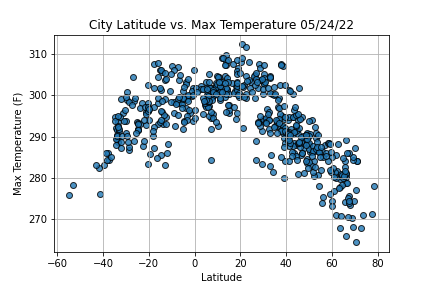 City Latitude vs. Max Temperature 05/24/22
Max Temperature (F)
310
300
290
280
270
−60 −40 −20 0 20 40 60 80
Latitude